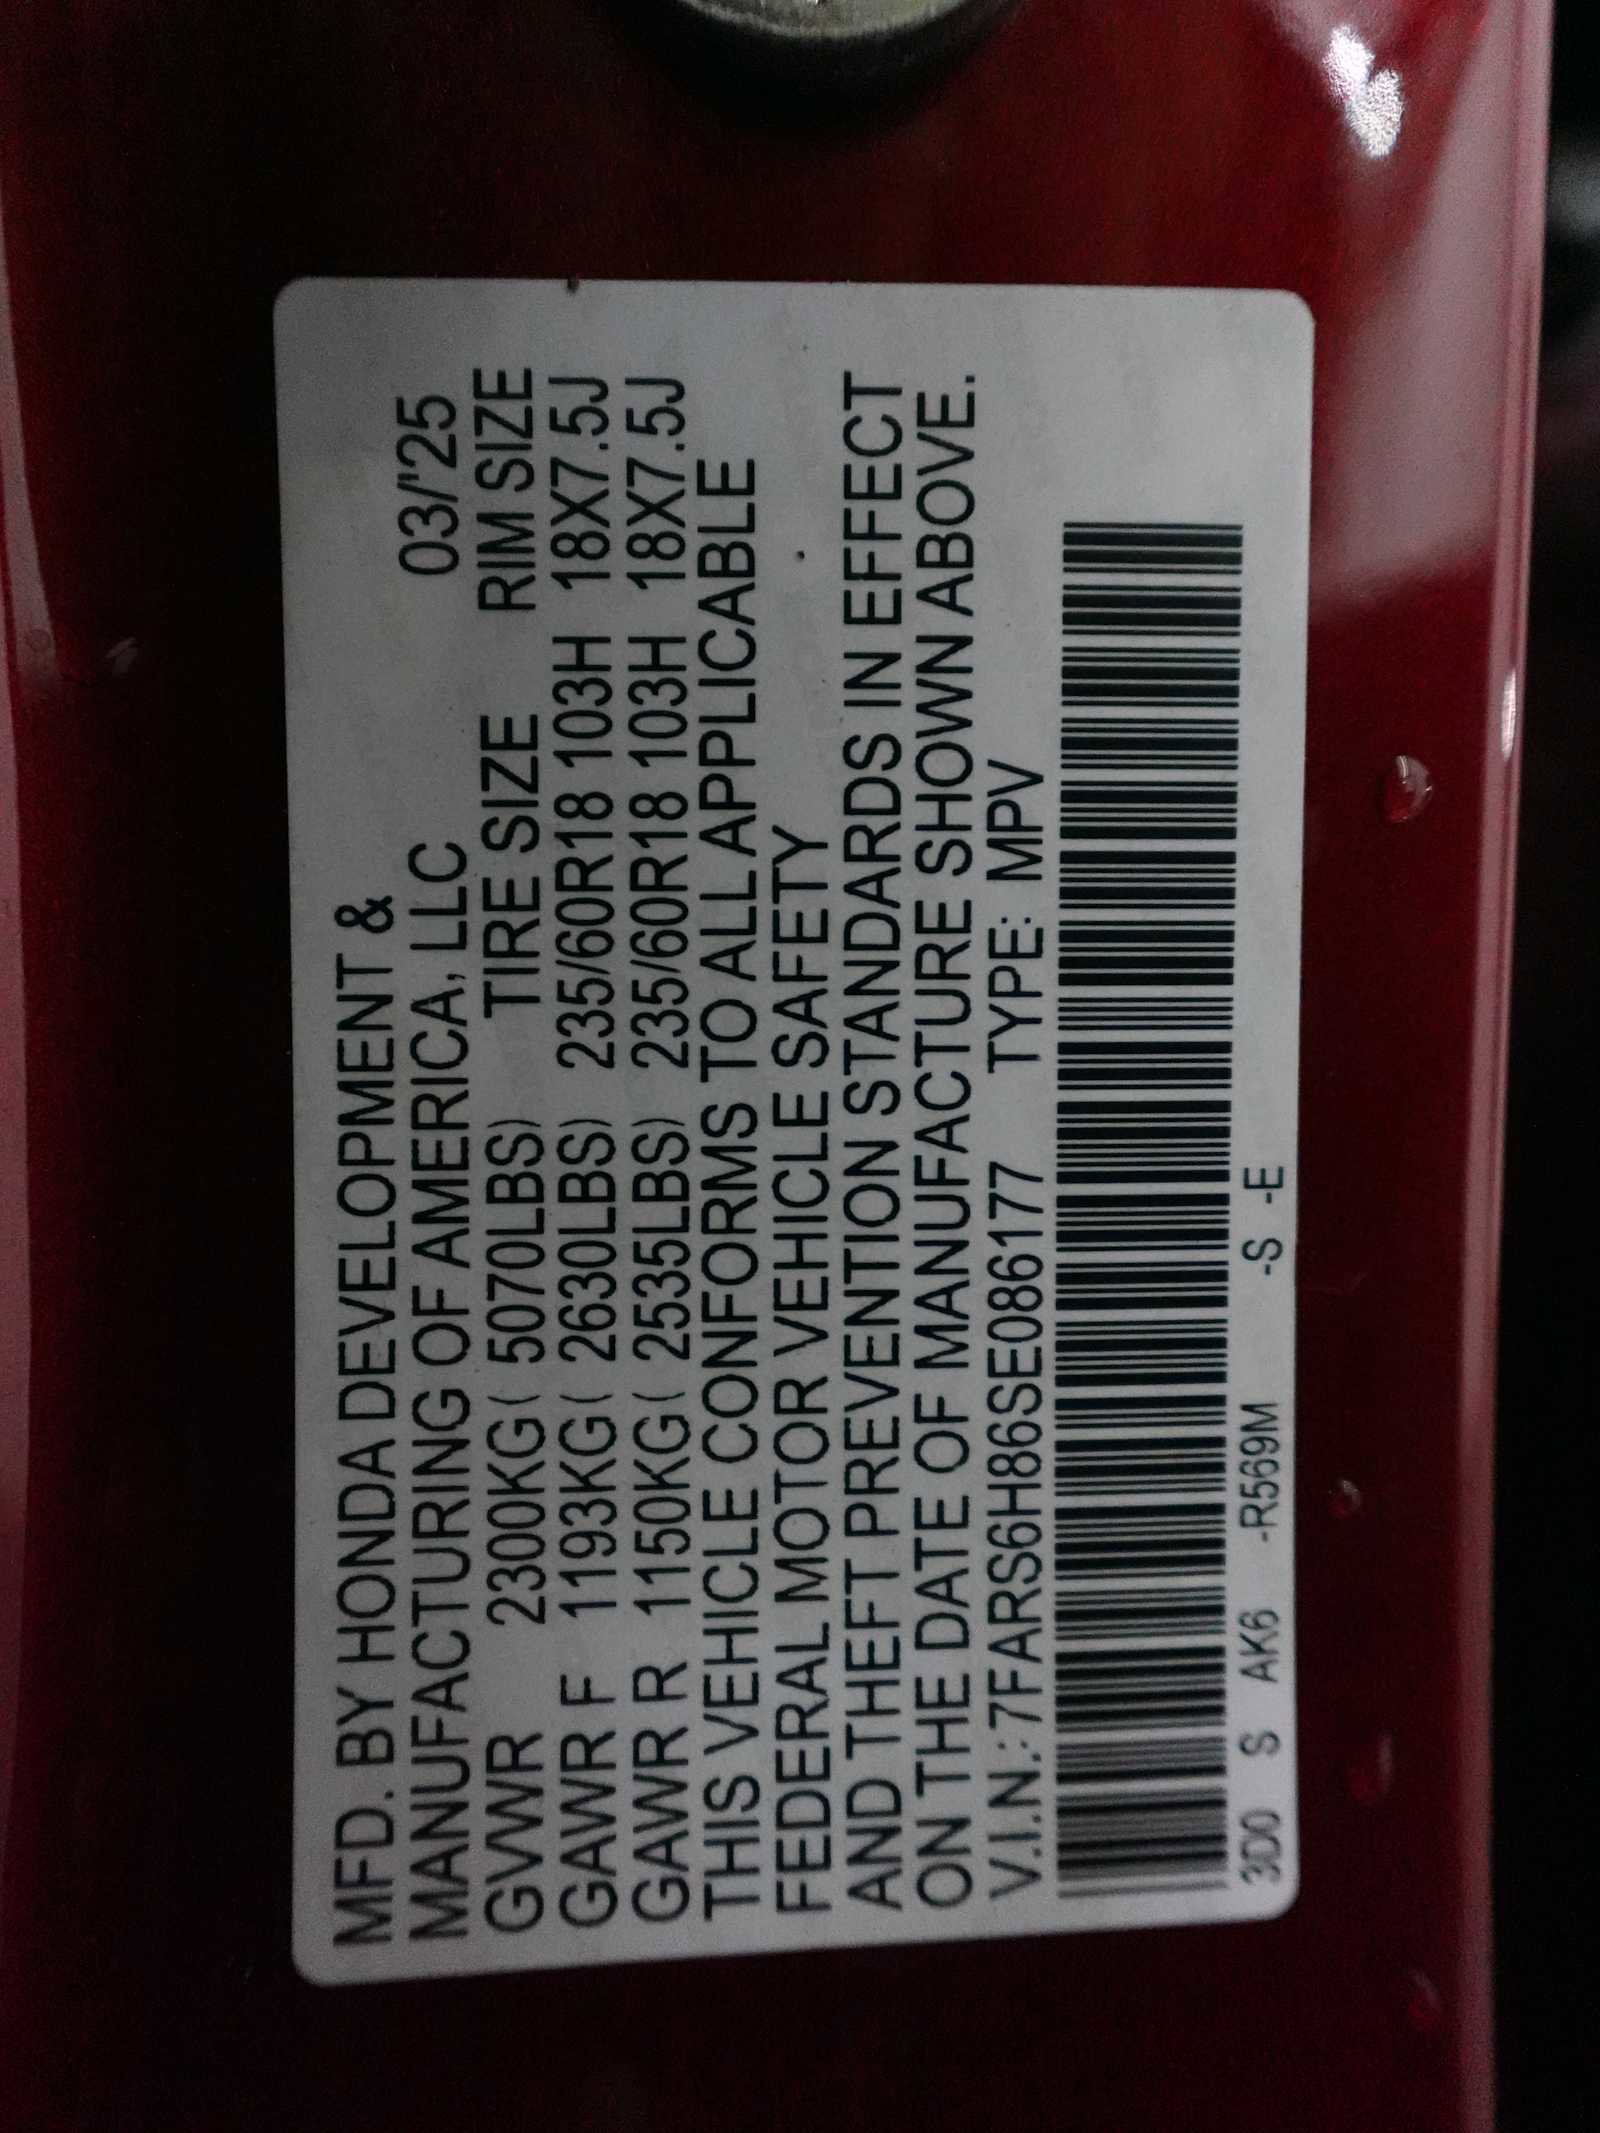 MFD. BY HONDA DEVELOPMENT &
MANUFACTURING OF AMERICA, LLC 03/'25
GVWR 2300KG( 5070LBS) TIRE SIZE RIM SIZE
GAWR F 1193KG( 2630LBS) 235/60R18 103H 18X7.5J
GAWR R 1150KG( 2535LBS) 235/60R18 103H 18X7.5J
THIS VEHICLE CONFORMS TO ALL APPLICABLE
FEDERAL MOTOR VEHICLE SAFETY
AND THEFT PREVENTION STANDARDS IN EFFECT
ON THE DATE OF MANUFACTURE SHOWN ABOVE.
V.I.N.:7FARS6H86SE086177 TYPE: MPV
3D0 S AK6 -R569M -S -E